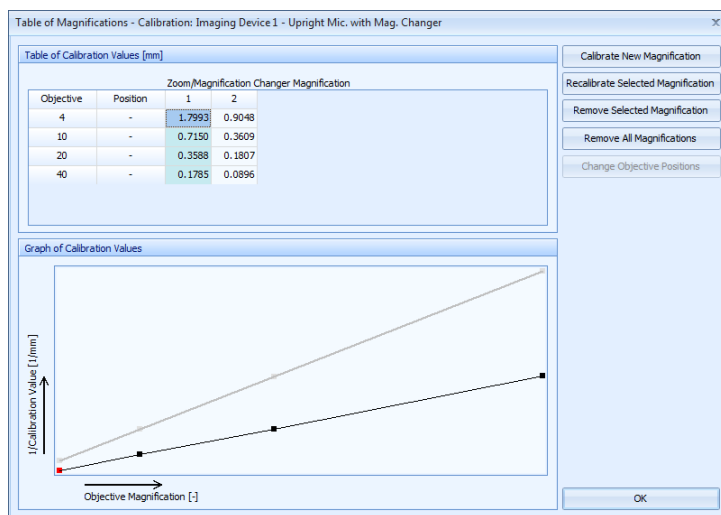 Table of Magnifications - Calibration: Imaging Device 1 - Upright Mic. with Mag. Changer
Table of Calibration Values [mm]
Zoom/Magnification Changer Magnification
Objective Position 1 2
4 - 1.7993 0.9048
10 - 0.7150 0.3609
20 - 0.3588 0.1807
40 - 0.1785 0.0896
Calibrate New Magnification
Recalibrate Selected Magnification
Remove Selected Magnification
Remove All Magnifications
Change Objective Positions
Graph of Calibration Values
1/Calibration Value [1/mm]
Objective Magnification [-]
OK